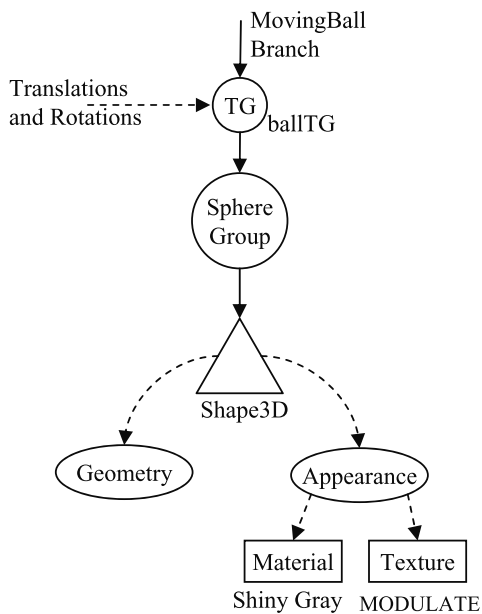 MovingBall
Branch
Translations
and Rotations
TG
ballTG
Sphere
Group
Shape3D
Geometry
Appearance
Material
Texture
Shiny Gray
MODULATE